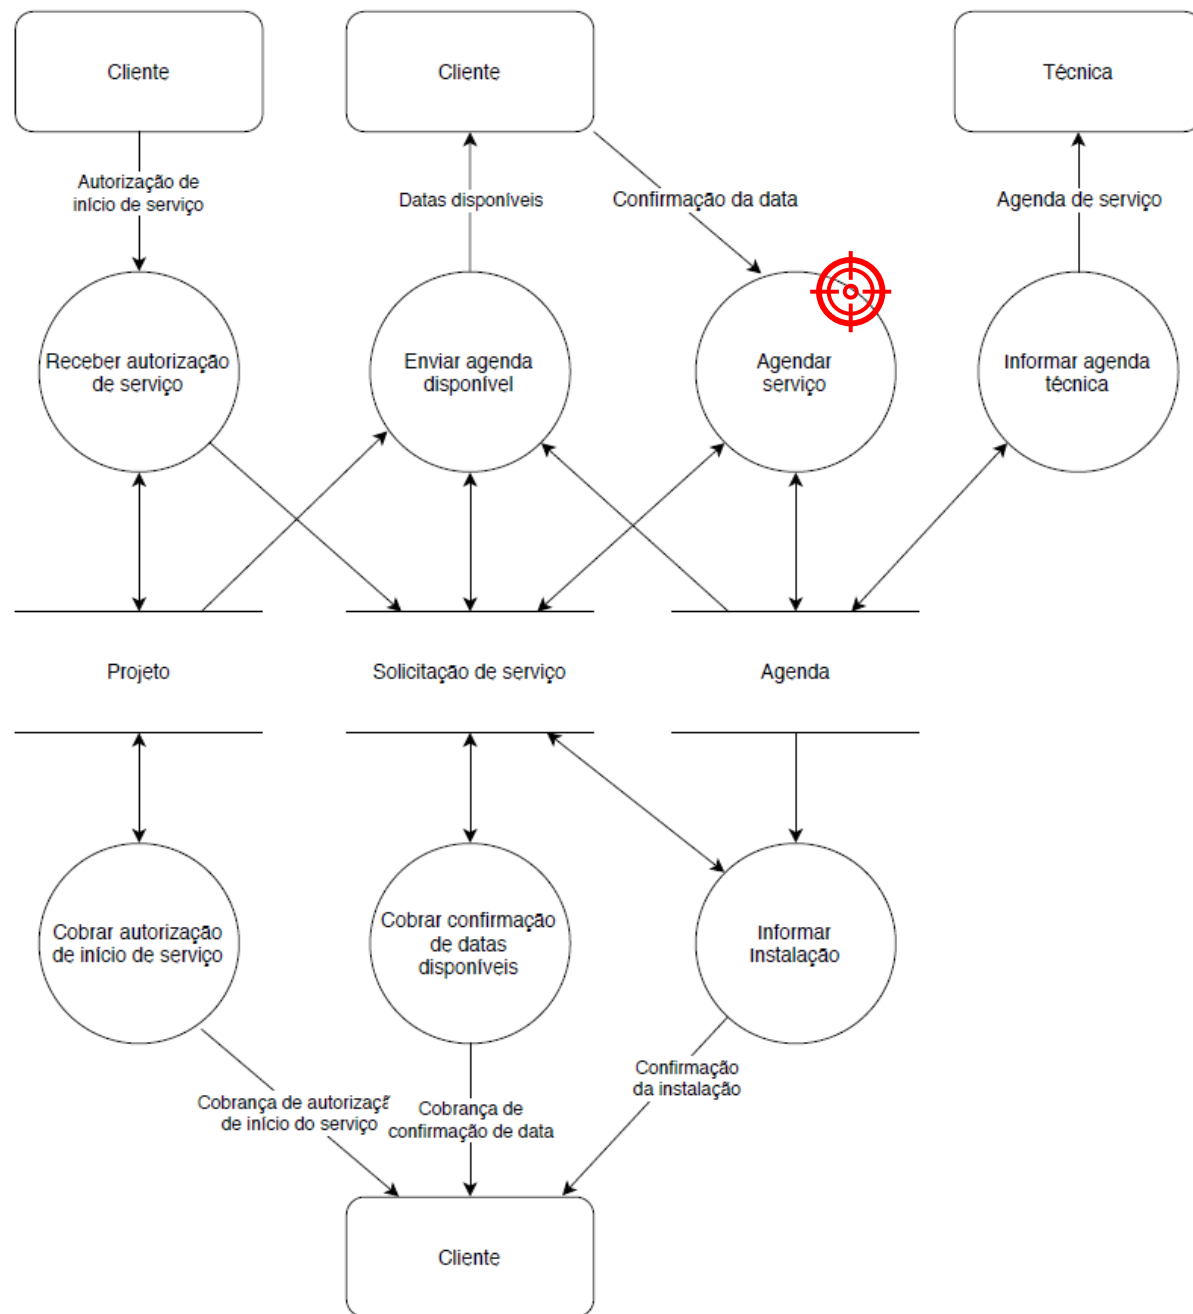 Cliente
Cliente
Técnica
Autorização de
início de serviço
Datas disponíveis
Confirmação da data
Agenda de serviço
Receber autorização
de serviço
Enviar agenda
disponível
Agendar
serviço
Informar agenda
técnica
Projeto
Solicitação de serviço
Agenda
Cobrar autorização
de início de serviço
Cobrar confirmação
de datas
disponíveis
Informar
Instalação
Cobrança de autorizaçã
de início do serviço
Cobrança de
confirmação de data
Confirmação
da instalação
Cliente